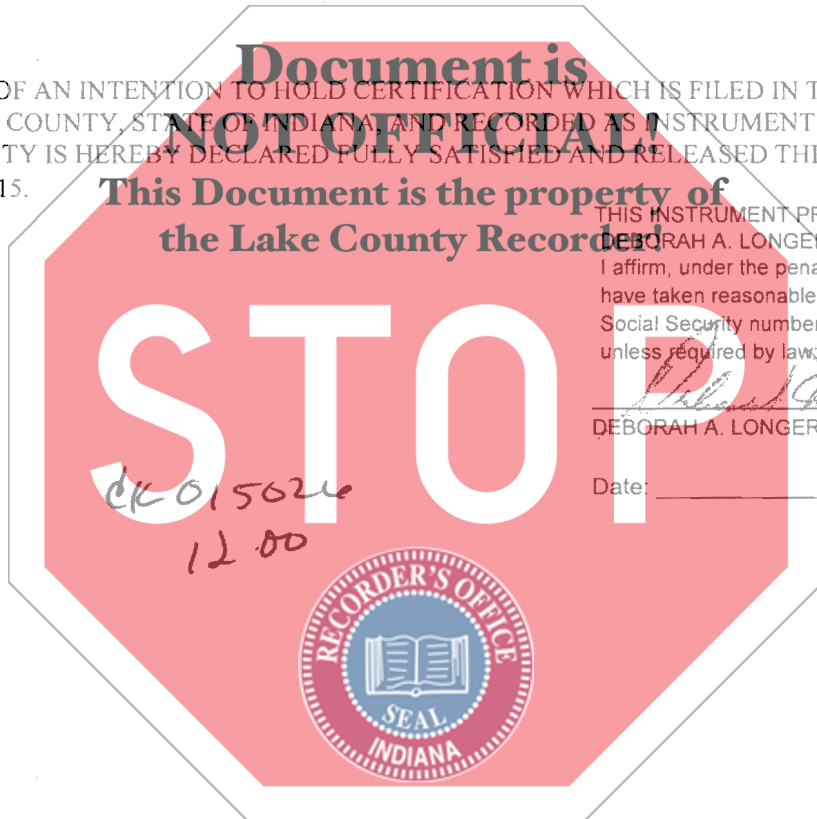 Document is
OF AN INTENTION TO HOLD CERTIFICATION WHICH IS FILED IN T
COUNTY, STATE OF INDIANA, AND RECORDED AS INSTRUMENT
NOT OFFICIAL!
TY IS HEREBY DECLARED FULLY SATISFIED AND RELEASED THE
15.
This Document is the property of
the Lake County Recorder!
THIS INSTRUMENT PR
DEBORAH A. LONGER
I affirm, under the pena
have taken reasonable
Social Security number
unless required by law.
DEBORAH A. LONGER
Date:
STOP
CK 015026
12.00
RECORDER'S OFFICE
SEAL
INDIANA